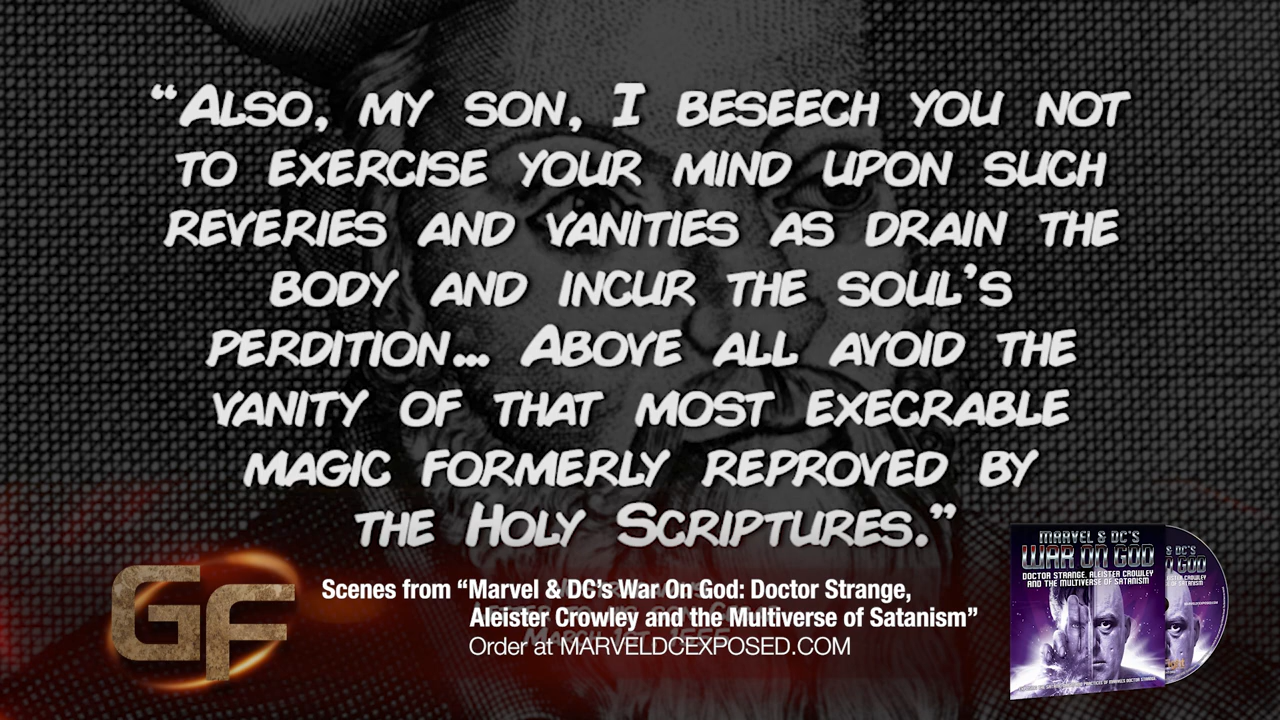 “ALSO, MY SON, I BESEECH YOU NOT
TO EXERCISE YOUR MIND UPON SUCH
REVERIES AND VANITIES AS DRAIN THE
BODY AND INCUR THE SOUL’S
PERDITION... ABOVE ALL AVOID THE
VANITY OF THAT MOST EXECRABLE
MAGIC FORMERLY REPROVED BY
THE HOLY SCRIPTURES.”
GF
Scenes from “Marvel & DC’s War On God: Doctor Strange,
Aleister Crowley and the Multiverse of Satanism”
Order at MARVELDCEXPOSED.COM
MARVEL & DC'S
WAR ON GOD
DOCTOR STRANGE, ALEISTER CROWLEY
AND THE MULTIVERSE OF SATANISM